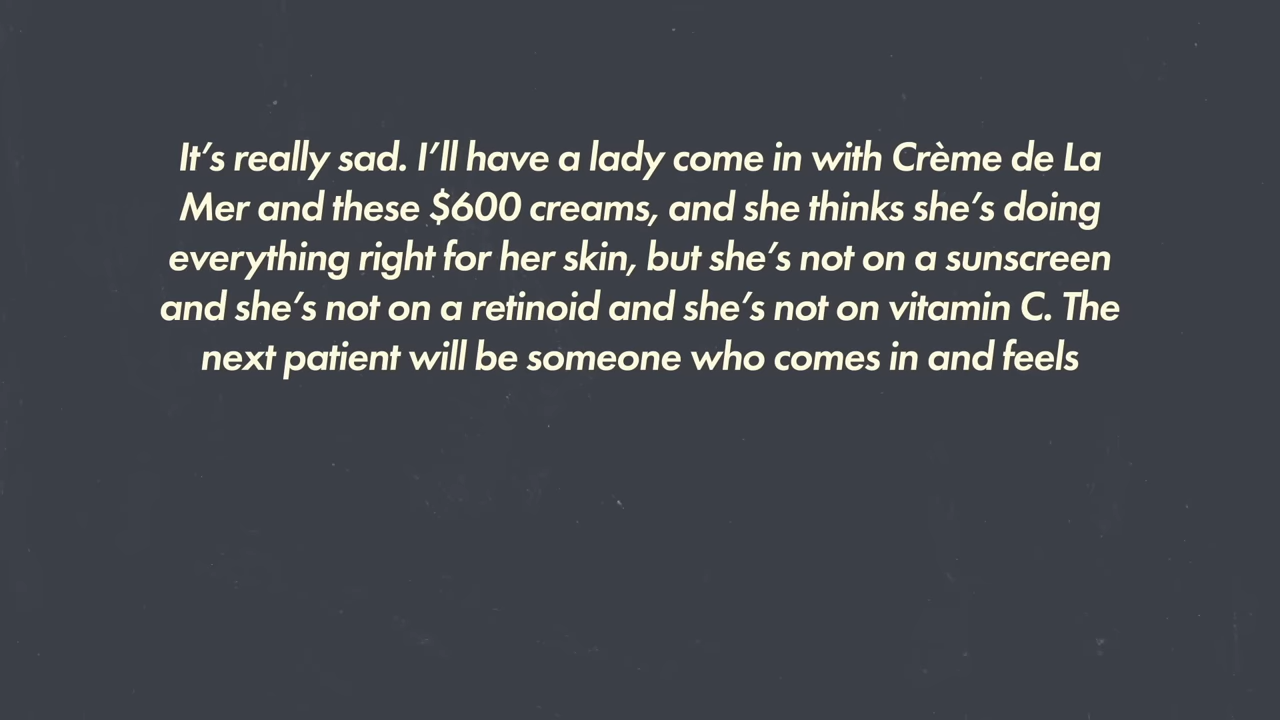 It’s really sad. I’ll have a lady come in with Crème de La
Mer and these $600 creams, and she thinks she’s doing
everything right for her skin, but she’s not on a sunscreen
and she’s not on a retinoid and she’s not on vitamin C. The
next patient will be someone who comes in and feels